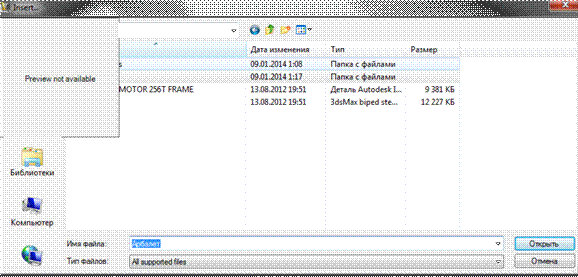 Insert...
Preview not available
Дата изменения Тип Размер
s 09.01.2014 1:08 Папка с файлами
09.01.2014 1:17 Папка с файлами
MOTOR 256T FRAME 13.08.2012 19:51 Деталь Autodesk I... 9 381 КБ
13.08.2012 19:51 3dsMax biped ste... 12 227 КБ
Библиотеки
Компьютер
Имя файла: Арбалет Открыть
Тип файлов: All supported files Отмена